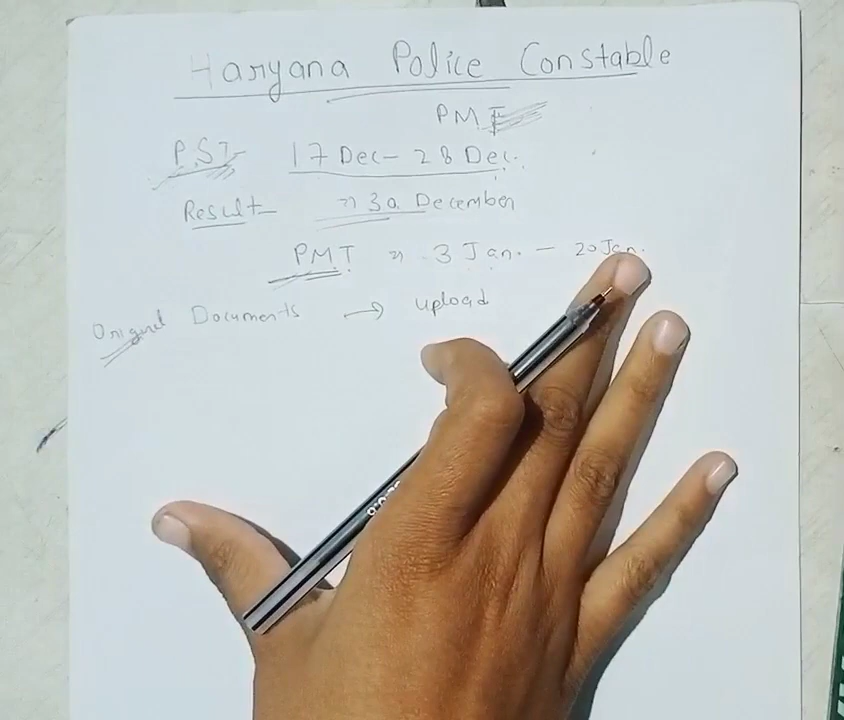 Haryana Police Constable
PMT
P.ST- 17 Dec - 28 Dec.
Result - 30 December
PMT 3 Jan. - 20 Jan.
Original Documents → upload